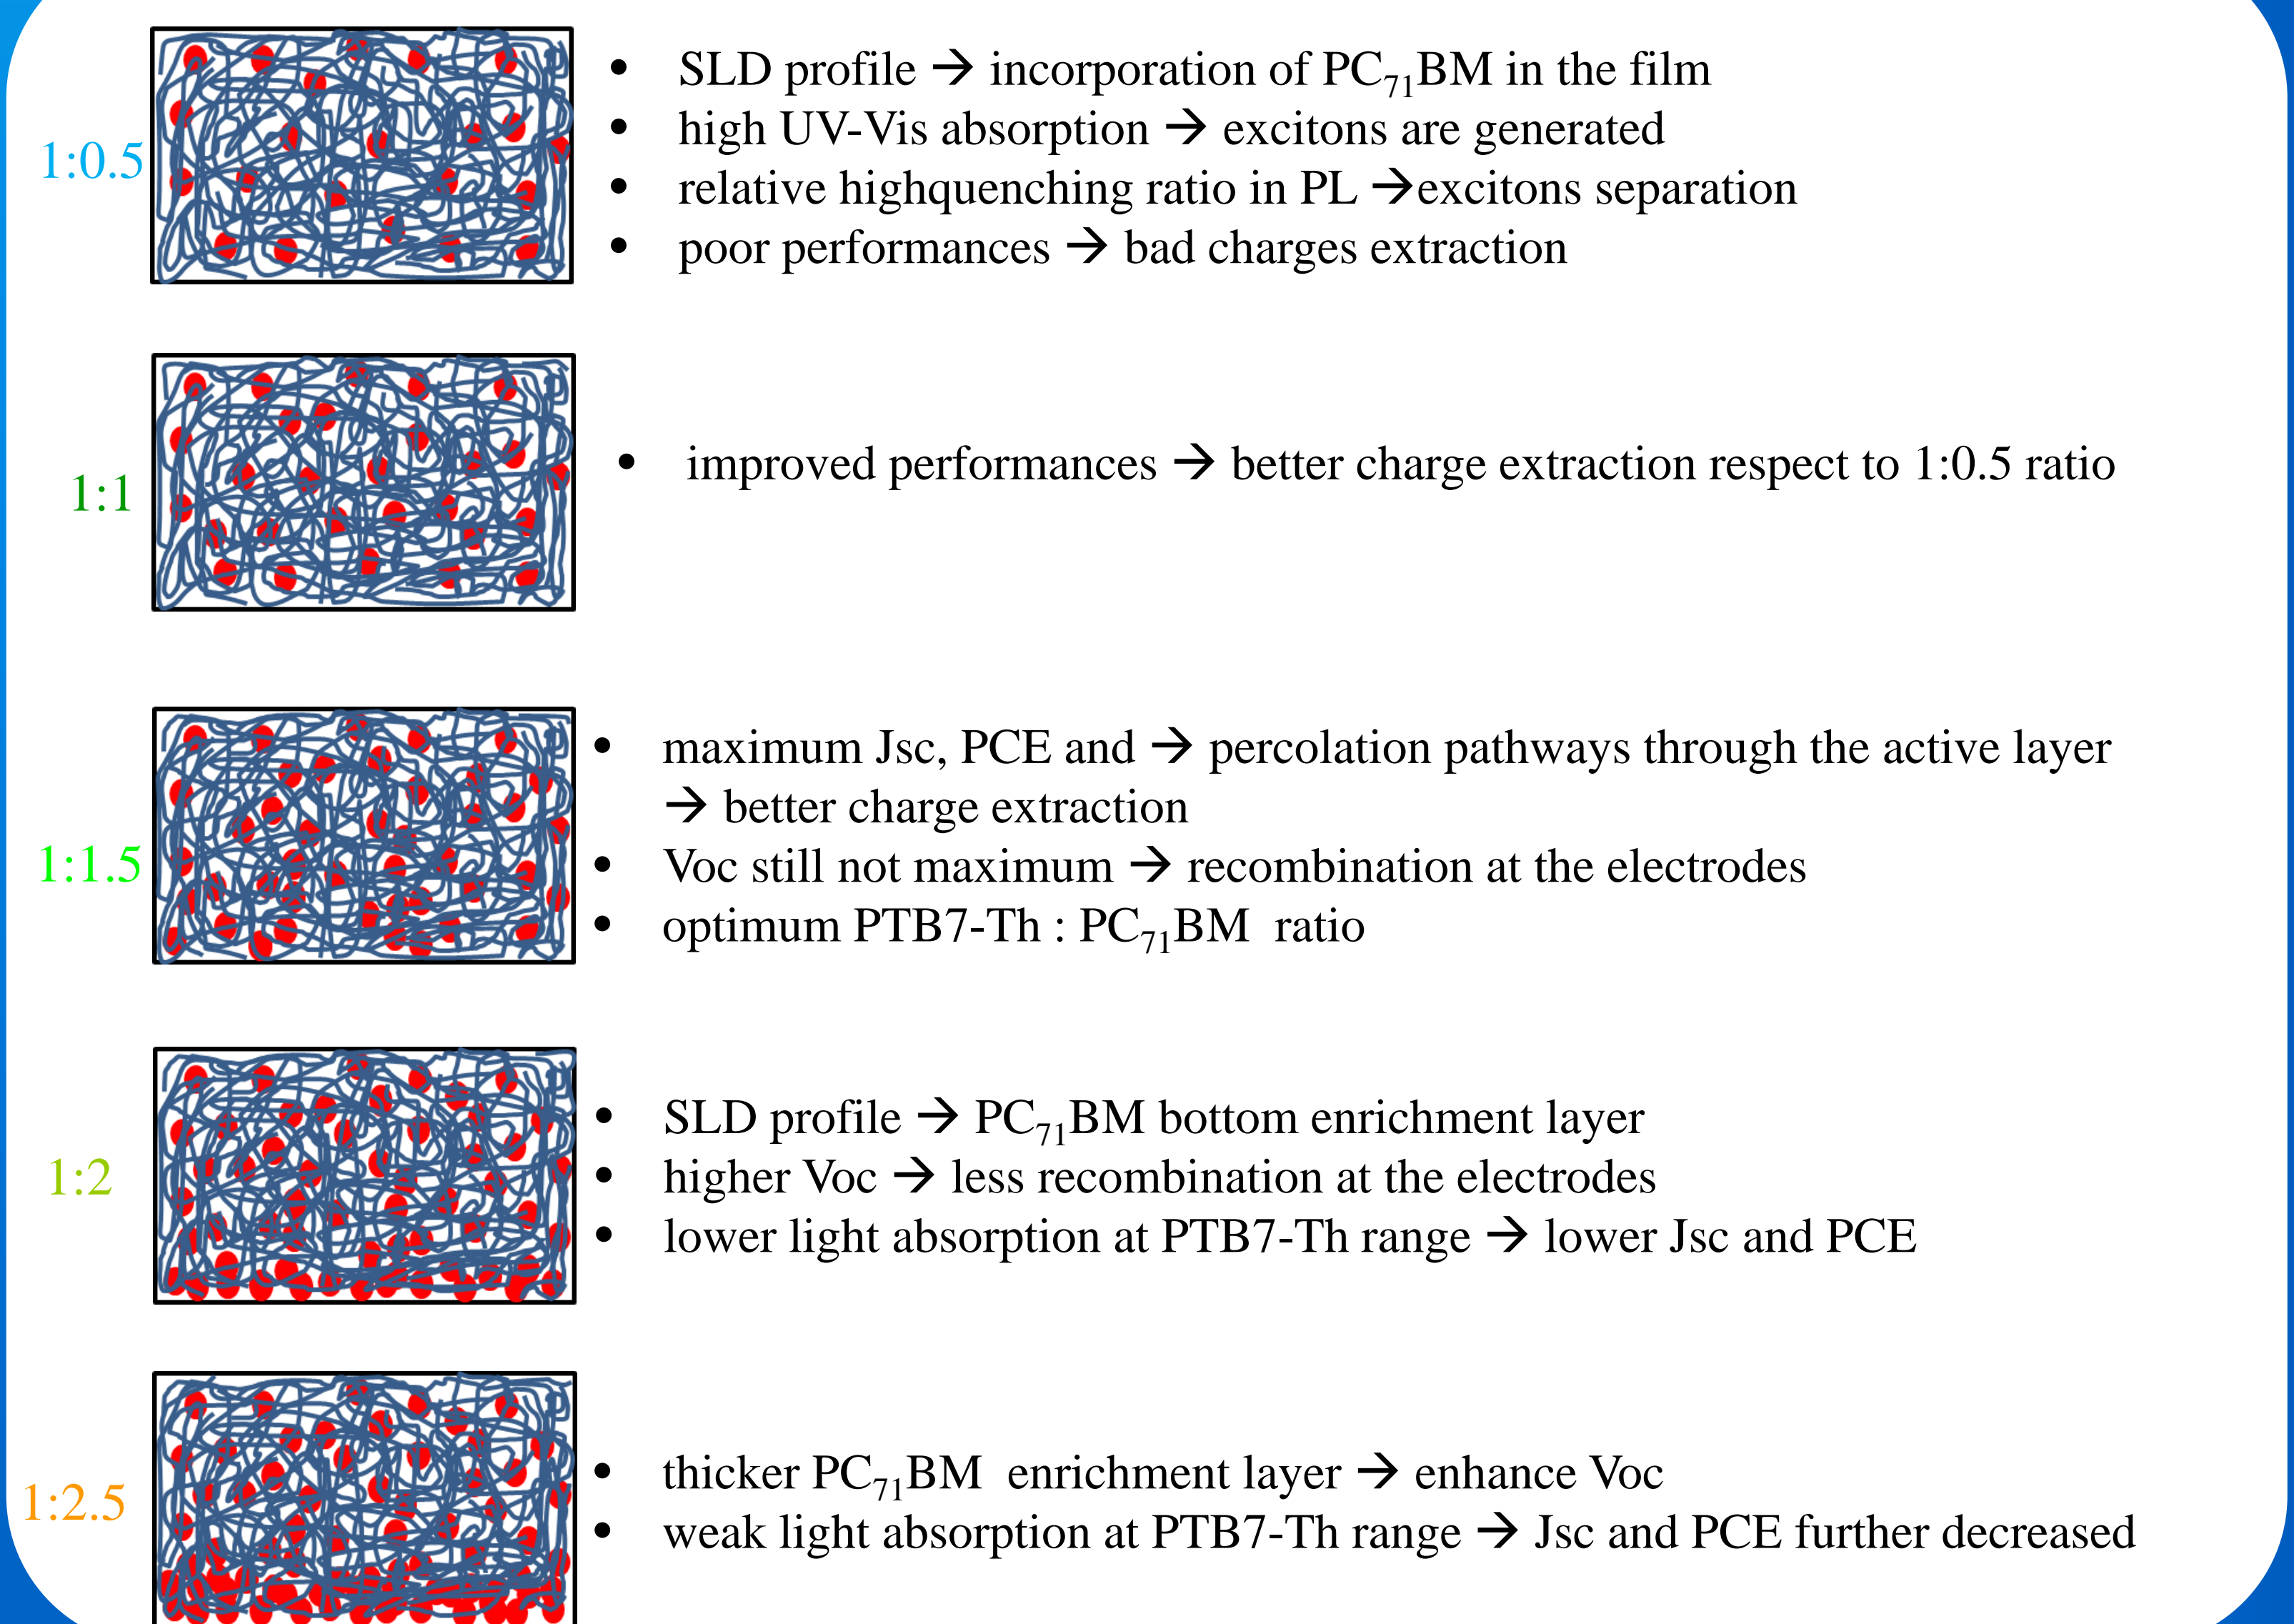 1:0.5
• SLD profile → incorporation of PC₇₁BM in the film
• high UV-Vis absorption → excitons are generated
• relative highquenching ratio in PL →excitons separation
• poor performances → bad charges extraction
1:1
• improved performances → better charge extraction respect to 1:0.5 ratio
1:1.5
• maximum Jsc, PCE and → percolation pathways through the active layer
→ better charge extraction
• Voc still not maximum → recombination at the electrodes
• optimum PTB7-Th : PC₇₁BM ratio
1:2
• SLD profile → PC₇₁BM bottom enrichment layer
• higher Voc → less recombination at the electrodes
• lower light absorption at PTB7-Th range → lower Jsc and PCE
1:2.5
• thicker PC₇₁BM enrichment layer → enhance Voc
• weak light absorption at PTB7-Th range → Jsc and PCE further decreased